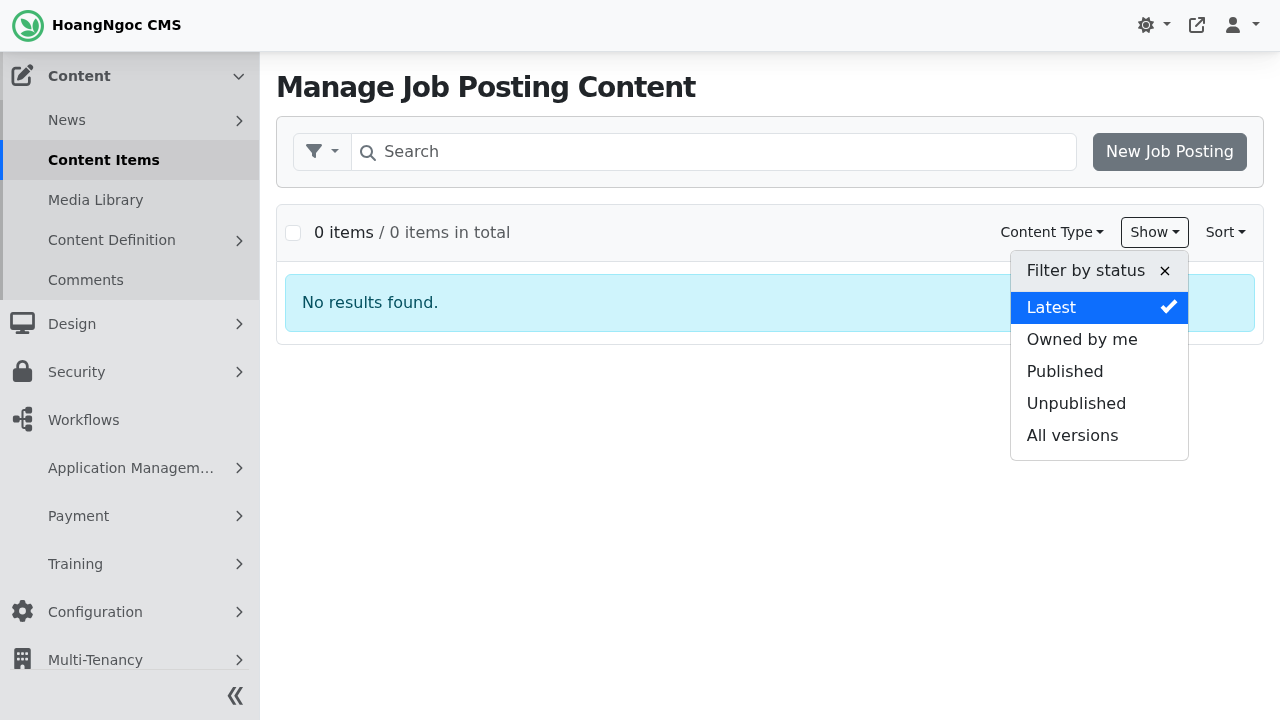 HoangNgoc CMS
Content
News
Content Items
Media Library
Content Definition
Comments
Design
Security
Workflows
Application Managem...
Payment
Training
Configuration
Multi-Tenancy
Manage Job Posting Content
Search
New Job Posting
0 items / 0 items in total
Content Type
Show
Sort
No results found.
Filter by status
Latest
Owned by me
Published
Unpublished
All versions